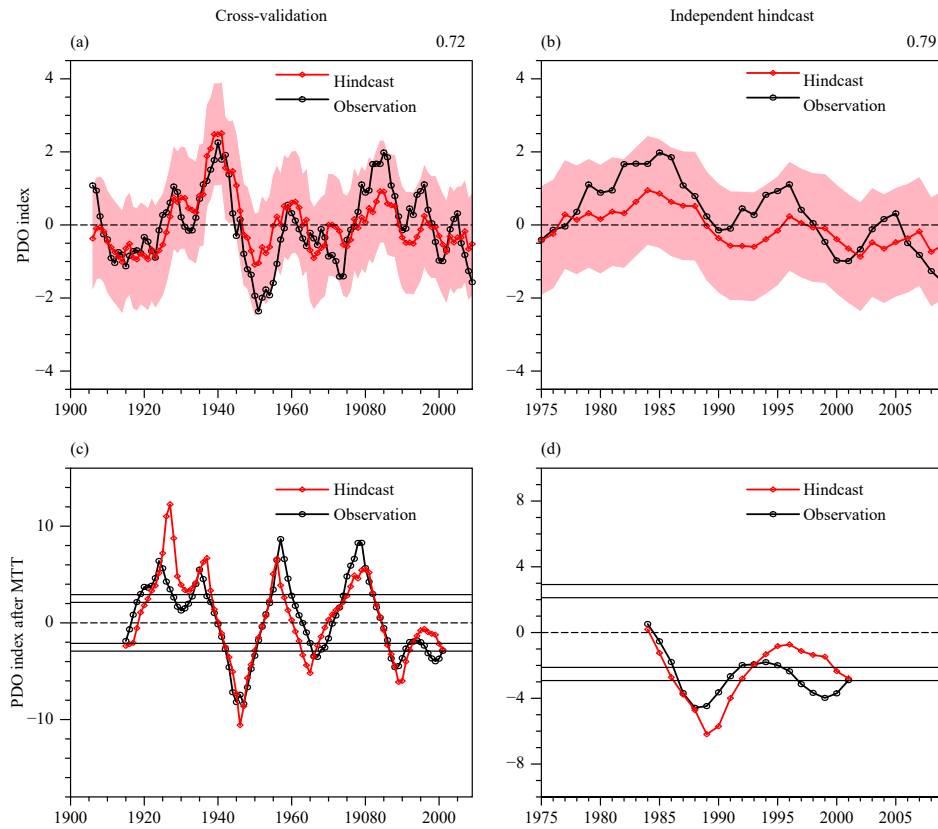 Cross-validation
Independent hindcast
(a)
0.72
(b)
0.79
PDO index
4
2
0
−2
−4
Hindcast
Observation
1900
1920
1940
1960
19080
2000
4
2
0
−2
−4
Hindcast
Observation
1975
1980
1985
1990
1995
2000
2005
(c)
(d)
PDO index after MTT
10
0
−10
Hindcast
Observation
1900
1920
1940
1960
19080
2000
8
4
0
−4
−8
Hindcast
Observation
1975
1980
1985
1990
1995
2000
2005